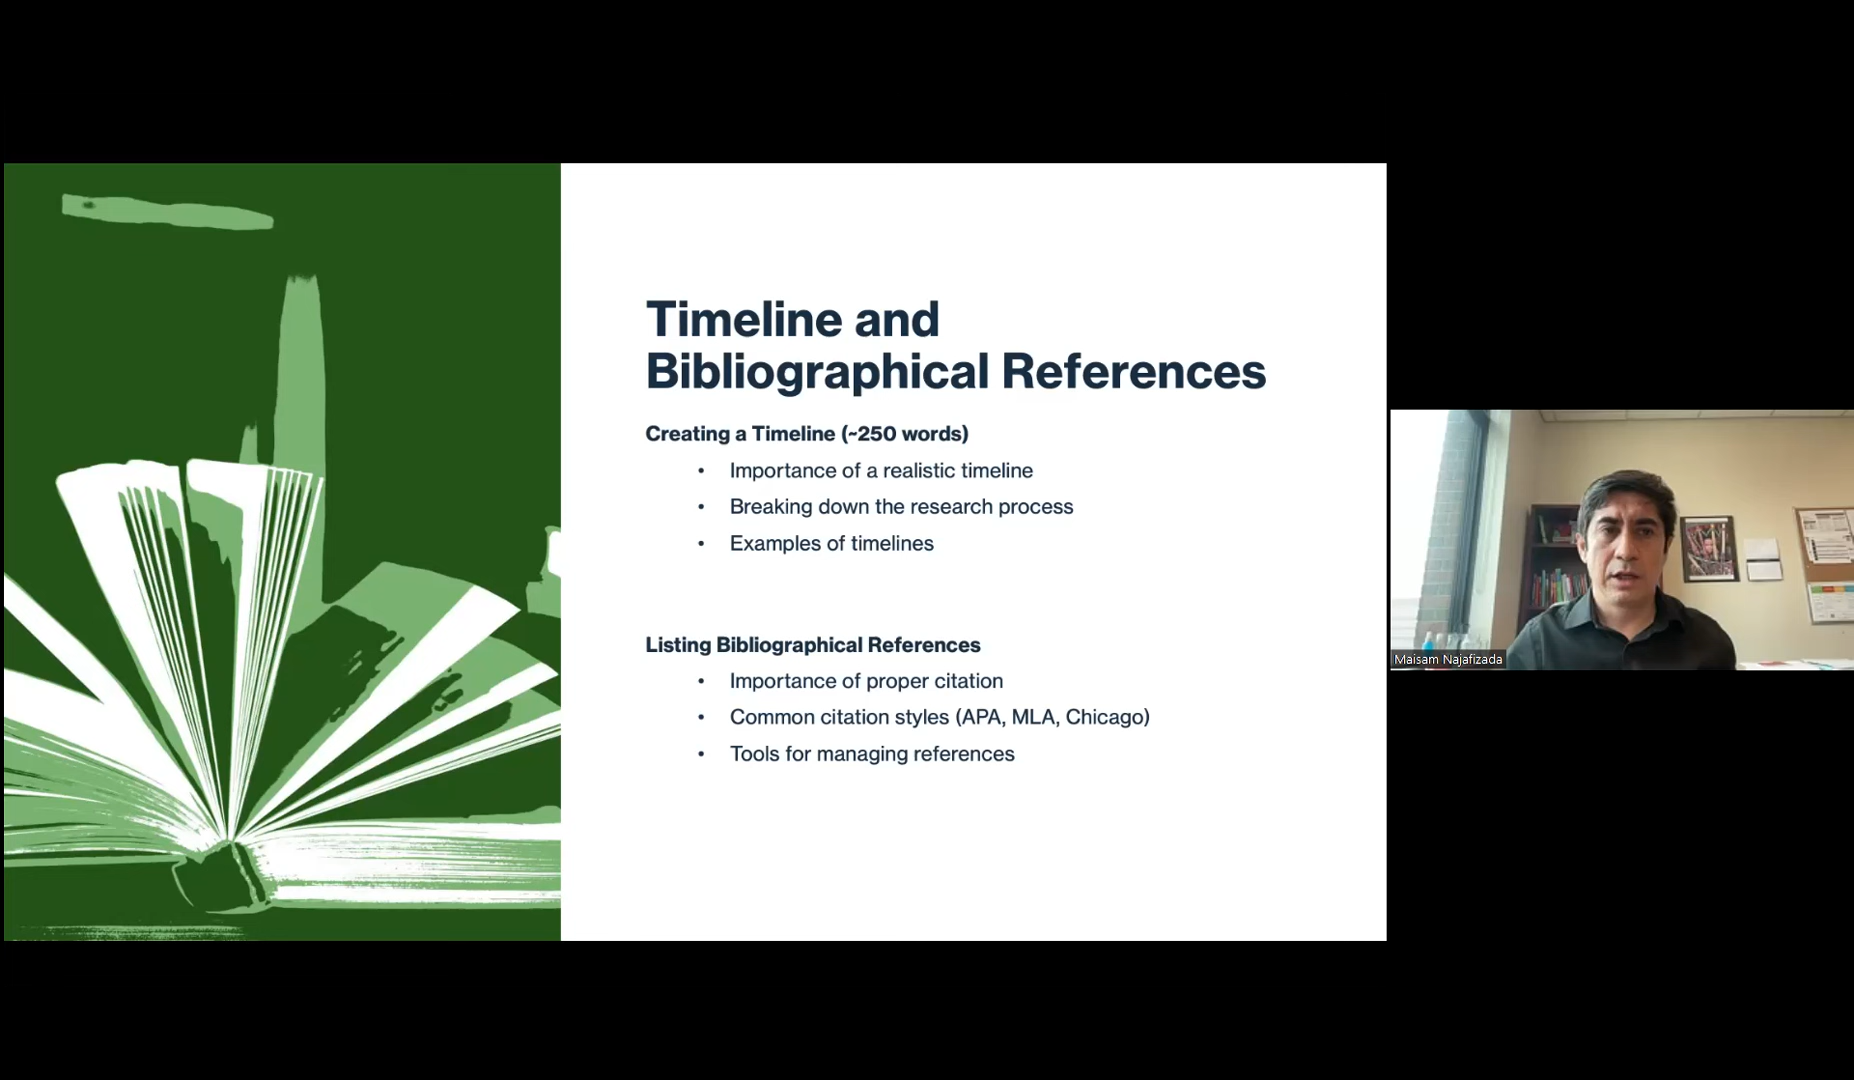 Timeline and
Bibliographical References
Creating a Timeline (~250 words)
• Importance of a realistic timeline
• Breaking down the research process
• Examples of timelines
Listing Bibliographical References
• Importance of proper citation
• Common citation styles (APA, MLA, Chicago)
• Tools for managing references
Maisam Najafizada